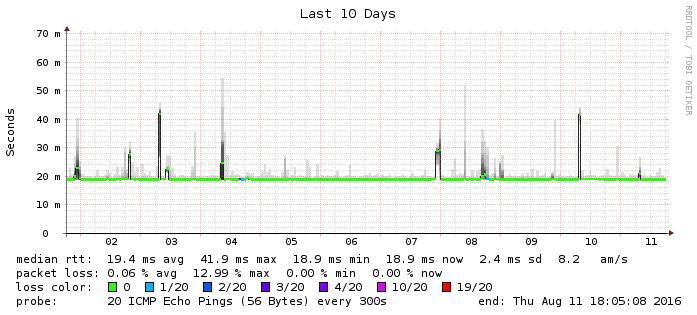 Last 10 Days
RRDTOOL / TOBI OETIKER
Seconds
70 m
60 m
50 m
40 m
30 m
20 m
10 m
0
02 03 04 05 06 07 08 09 10 11
median rtt: 19.4 ms avg 41.9 ms max 18.9 ms min 18.9 ms now 2.4 ms sd 8.2 am/s
packet loss: 0.06 % avg 12.99 % max 0.00 % min 0.00 % now
loss color: 0 1/20 2/20 3/20 4/20 10/20 19/20
probe: 20 ICMP Echo Pings (56 Bytes) every 300s end: Thu Aug 11 18:05:08 2016